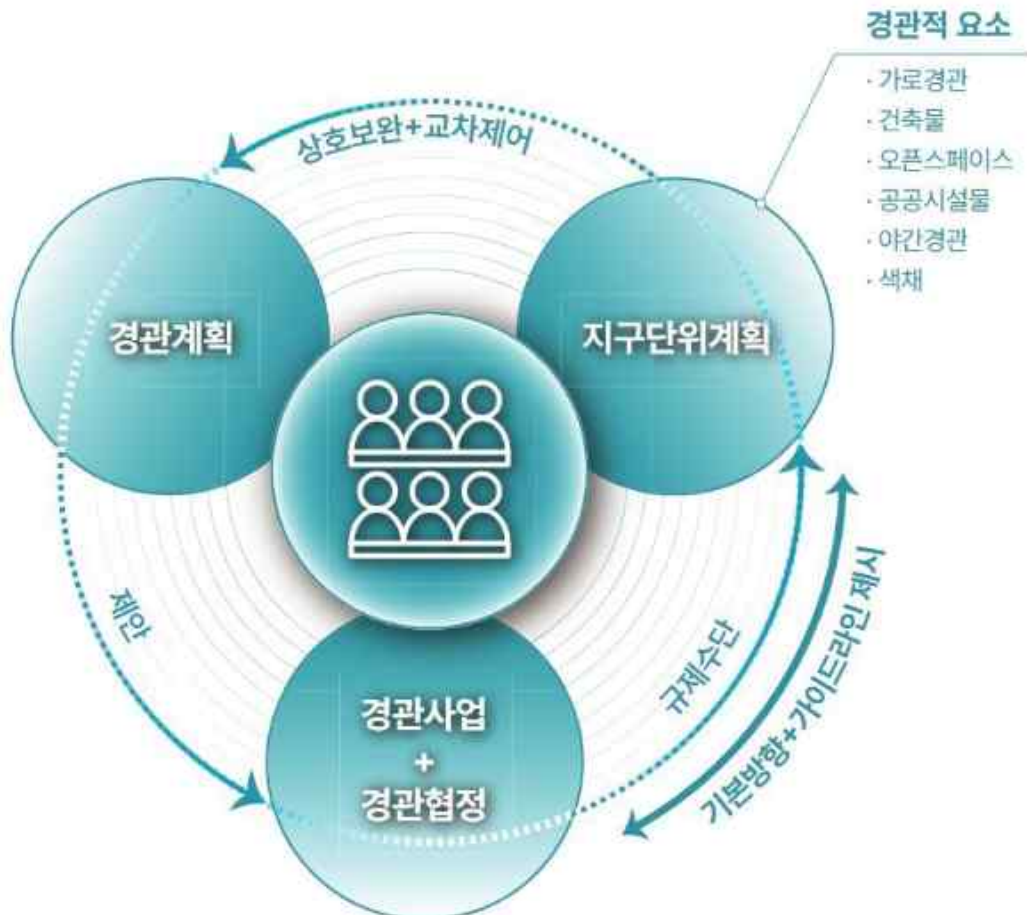 경관적 요소
· 가로경관
· 건축물
· 오픈스페이스
· 공공시설물
· 야간경관
· 색채
상호보완+교차제어
경관계획
지구단위계획
제안
규제수단
기본방향+가이드라인 제시
경관사업
+
경관협정